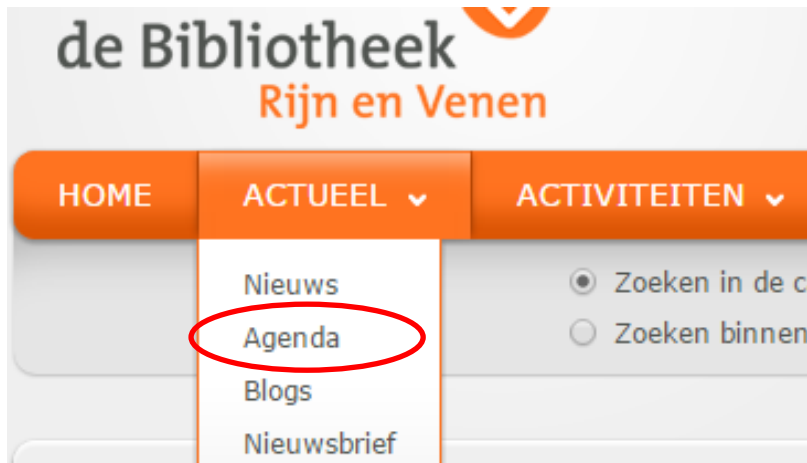 de Bibliotheek
Rijn en Venen
HOME ACTUEEL ACTIVITEITEN
Nieuws
Zoeken in de c
Agenda
Zoeken binnen
Blogs
Nieuwsbrief